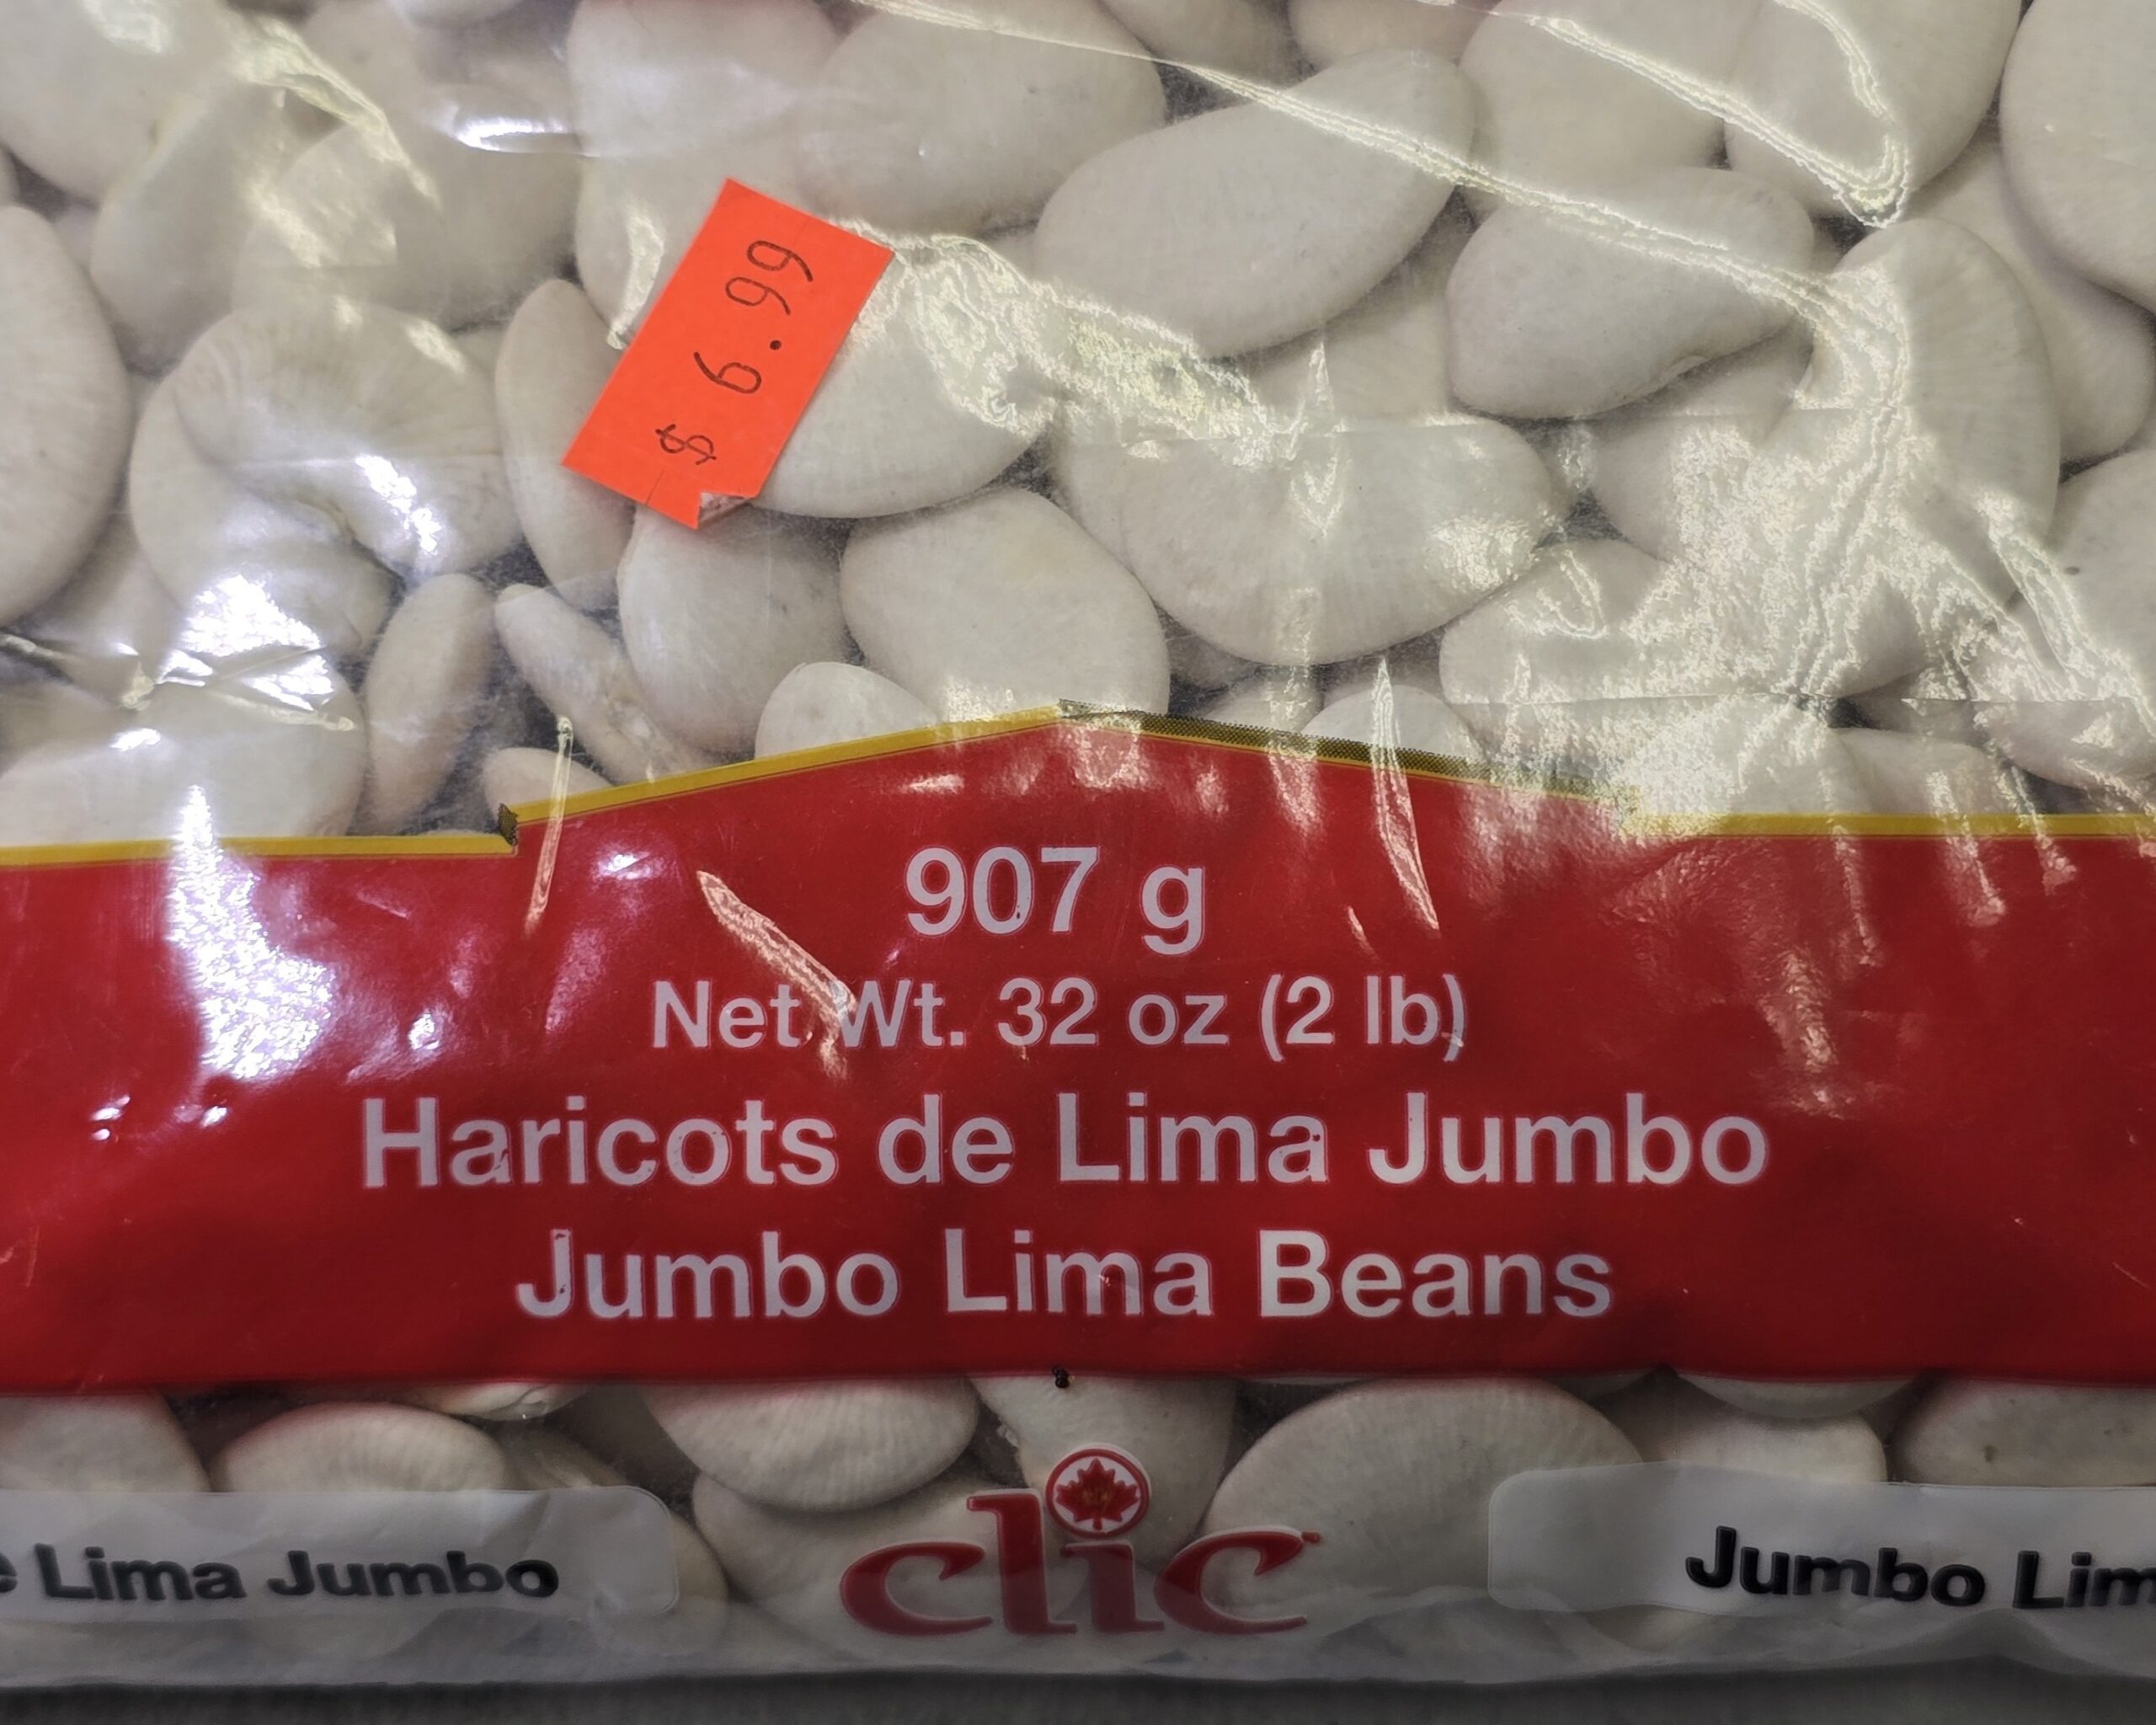 $ 6.99
907 g
Net Wt. 32 oz (2 lb)
Haricots de Lima Jumbo
Jumbo Lima Beans
Lima Jumbo
clic
Jumbo